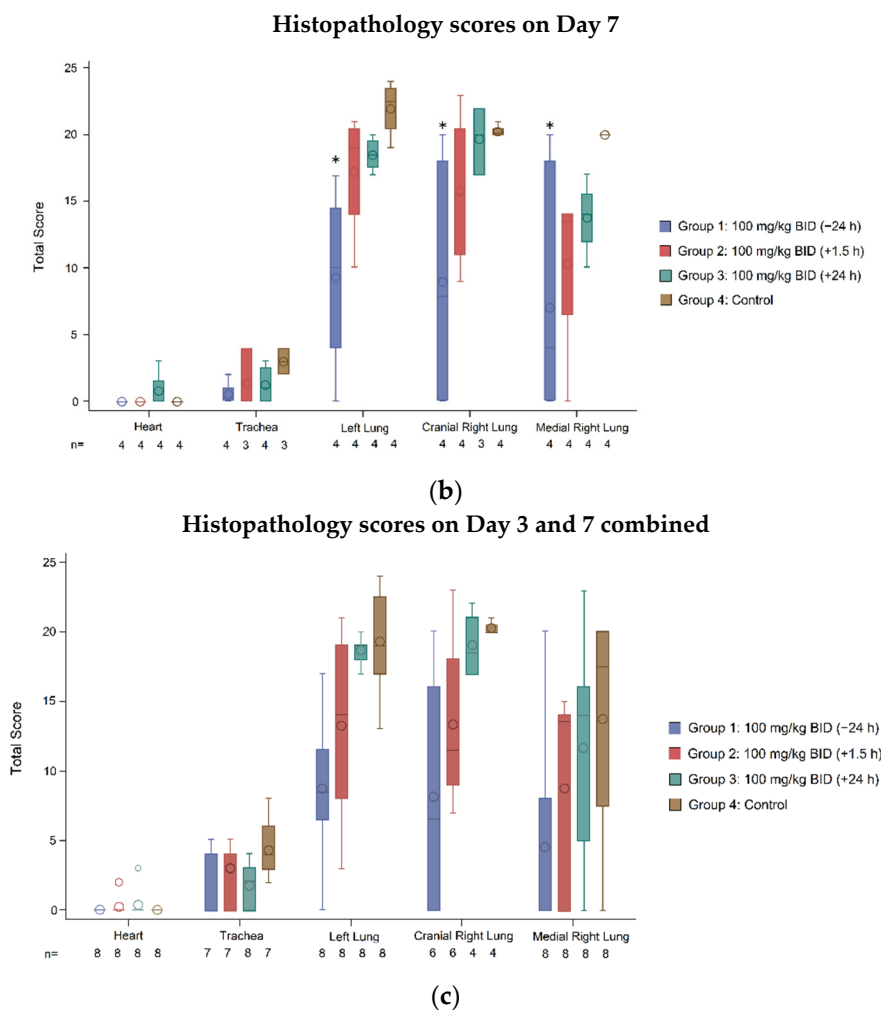 Histopathology scores on Day 7
25
20
15
10
5
0
Total Score
*
*
*
Group 1: 100 mg/kg BID (−24 h)
Group 2: 100 mg/kg BID (+1.5 h)
Group 3: 100 mg/kg BID (+24 h)
Group 4: Control
Heart Trachea Left Lung Cranial Right Lung Medial Right Lung
n= 4 4 4 4 4 3 4 3 4 4 4 4 4 4 3 4 4 4 4 4
(b)
Histopathology scores on Day 3 and 7 combined
25
20
15
10
5
0
Total Score
Group 1: 100 mg/kg BID (−24 h)
Group 2: 100 mg/kg BID (+1.5 h)
Group 3: 100 mg/kg BID (+24 h)
Group 4: Control
Heart Trachea Left Lung Cranial Right Lung Medial Right Lung
n= 8 8 8 8 7 7 8 7 8 8 8 8 6 6 4 4 8 8 8 8
(c)